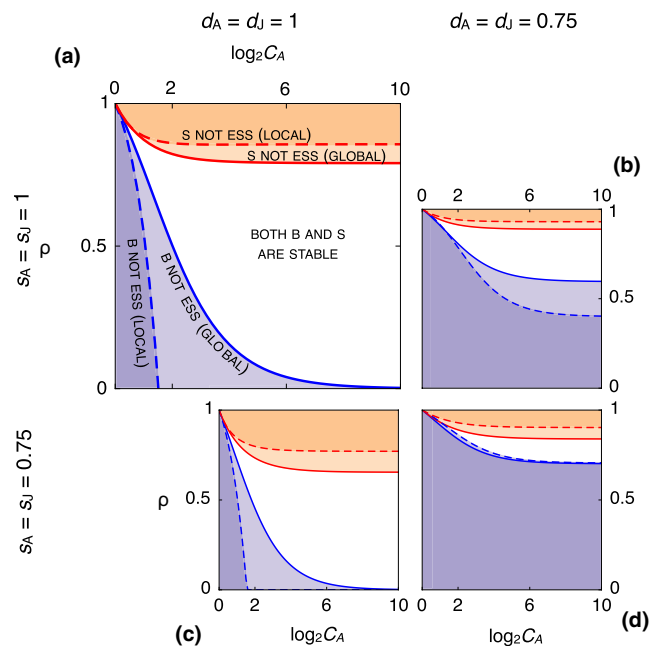 d_A = d_J = 1
d_A = d_J = 0.75
log₂C_A
(a)
0 2 6 10
1
S NOT ESS (LOCAL)
S NOT ESS (GLOBAL)
BOTH B AND S
ARE STABLE
B NOT ESS (LOCAL)
B NOT ESS (GLOBAL)
s_A = s_J = 1
ρ
0.5
0
(b)
0 2 6 10
1
0.5
0
s_A = s_J = 0.75
1
ρ
0.5
0
0 2 6 10
(c)
log₂C_A
1
0.5
0
0 2 6 10
log₂C_A
(d)